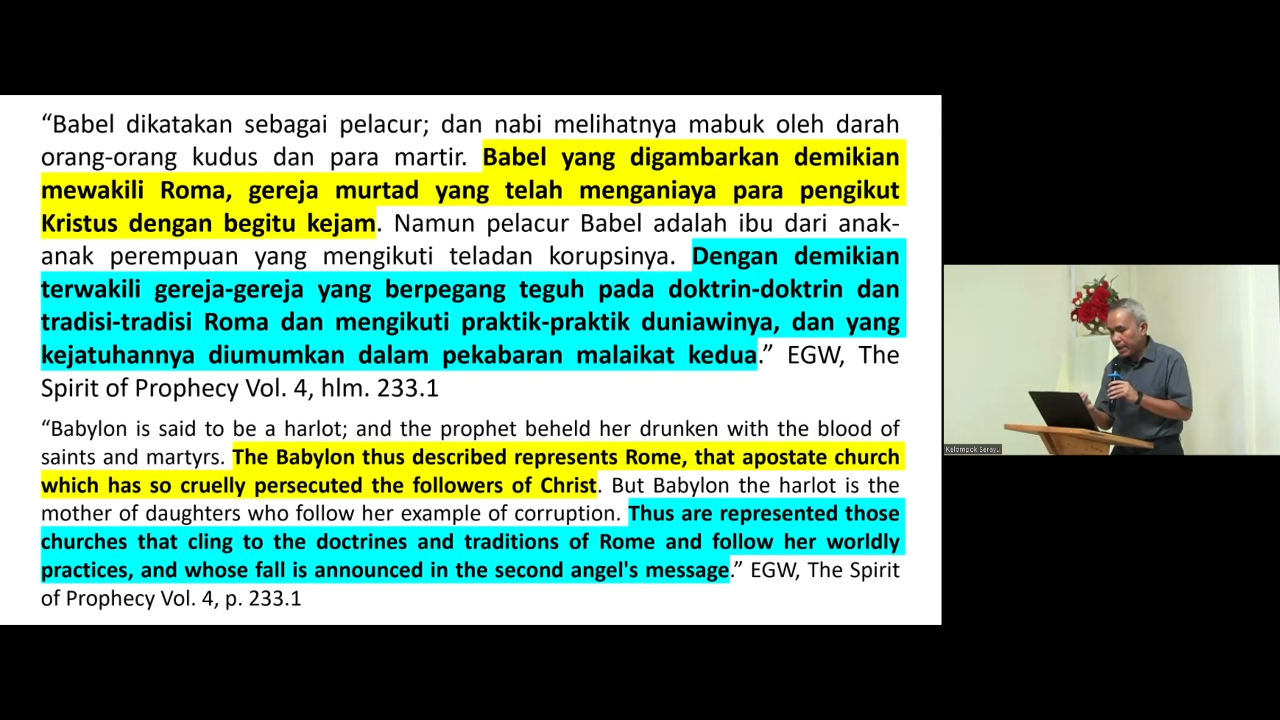 “Babel dikatakan sebagai pelacur; dan nabi melihatnya mabuk oleh darah
orang-orang kudus dan para martir. Babel yang digambarkan demikian
mewakili Roma, gereja murtad yang telah menganiaya para pengikut
Kristus dengan begitu kejam. Namun pelacur Babel adalah ibu dari anak-
anak perempuan yang mengikuti teladan korupsinya. Dengan demikian
terwakili gereja-gereja yang berpegang teguh pada doktrin-doktrin dan
tradisi-tradisi Roma dan mengikuti praktik-praktik duniawinya, dan yang
kejatuhannya diumumkan dalam pekabaran malaikat kedua.” EGW, The
Spirit of Prophecy Vol. 4, hlm. 233.1
“Babylon is said to be a harlot; and the prophet beheld her drunken with the blood of
saints and martyrs. The Babylon thus described represents Rome, that apostate church
which has so cruelly persecuted the followers of Christ. But Babylon the harlot is the
mother of daughters who follow her example of corruption. Thus are represented those
churches that cling to the doctrines and traditions of Rome and follow her worldly
practices, and whose fall is announced in the second angel's message.” EGW, The Spirit
of Prophecy Vol. 4, p. 233.1
Kelompok Serayu